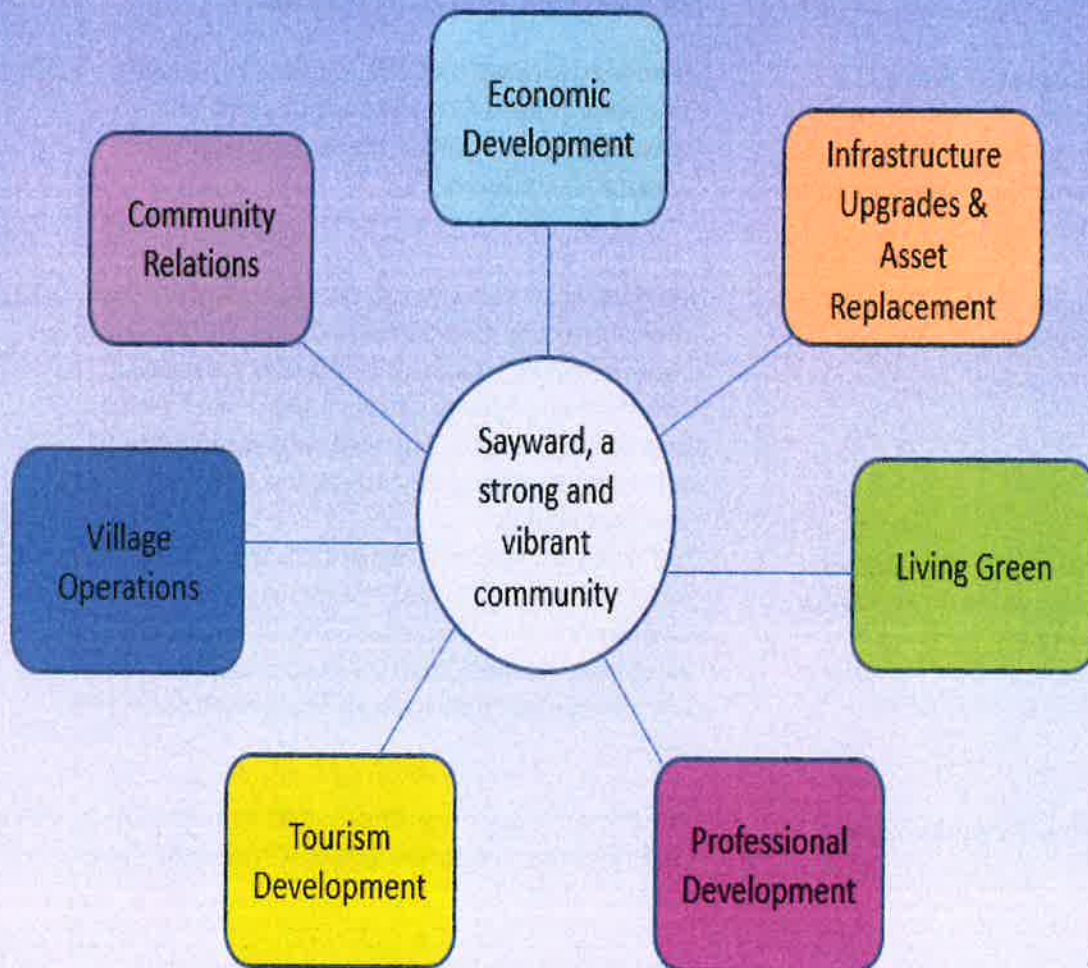 Economic
Development
Infrastructure
Upgrades &
Asset
Replacement
Community
Relations
Sayward, a
strong and
vibrant
community
Village
Operations
Living Green
Tourism
Development
Professional
Development